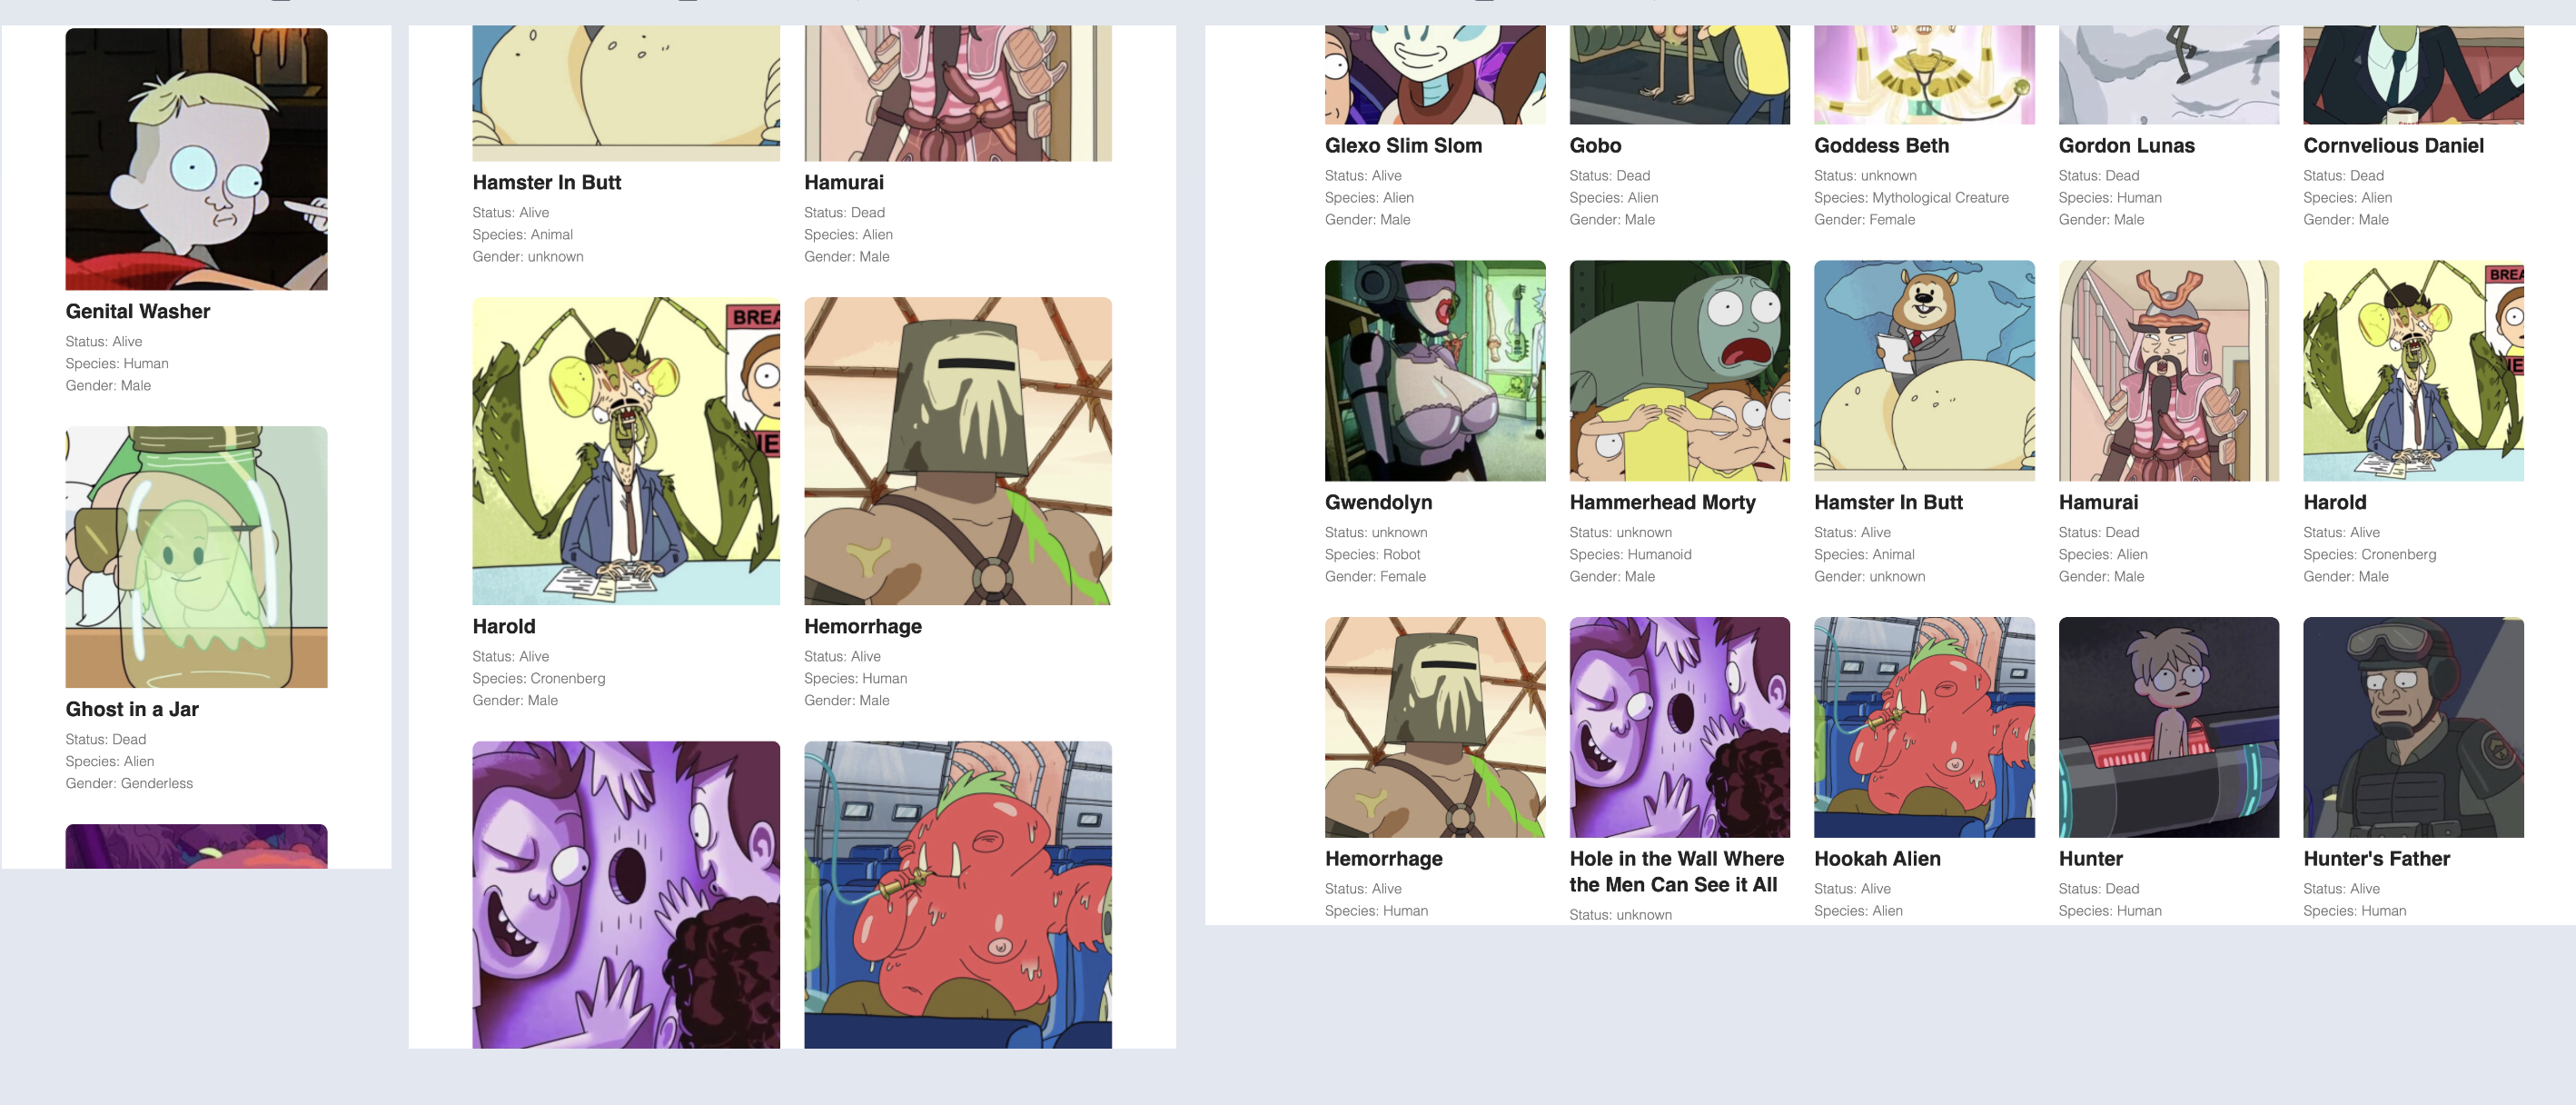 Genital Washer
Status: Alive
Species: Human
Gender: Male
Ghost in a Jar
Status: Dead
Species: Alien
Gender: Genderless
Hamster In Butt
Status: Alive
Species: Animal
Gender: unknown
Hamurai
Status: Dead
Species: Alien
Gender: Male
BREA
Harold
Status: Alive
Species: Cronenberg
Gender: Male
Hemorrhage
Status: Alive
Species: Human
Gender: Male
Glexo Slim Slom
Status: Alive
Species: Alien
Gender: Male
Gobo
Status: Dead
Species: Alien
Gender: Male
Goddess Beth
Status: unknown
Species: Mythological Creature
Gender: Female
Gordon Lunas
Status: Dead
Species: Human
Gender: Male
Cornvelious Daniel
Status: Dead
Species: Alien
Gender: Male
Gwendolyn
Status: unknown
Species: Robot
Gender: Female
Hammerhead Morty
Status: unknown
Species: Humanoid
Gender: Male
Hamster In Butt
Status: Alive
Species: Animal
Gender: unknown
Hamurai
Status: Dead
Species: Alien
Gender: Male
BREA
Harold
Status: Alive
Species: Cronenberg
Gender: Male
Hemorrhage
Status: Alive
Species: Human
Hole in the Wall Where
the Men Can See it All
Status: unknown
Hookah Alien
Status: Alive
Species: Alien
Hunter
Status: Dead
Species: Human
Hunter's Father
Status: Alive
Species: Human